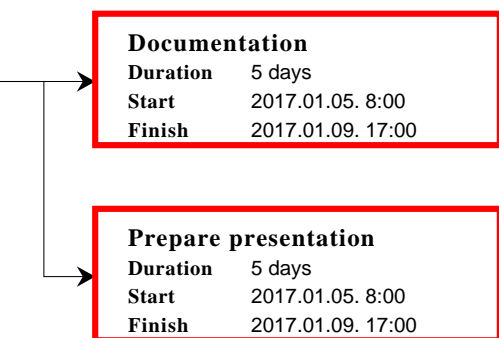 Documentation
Duration 5 days
Start 2017.01.05. 8:00
Finish 2017.01.09. 17:00
Prepare presentation
Duration 5 days
Start 2017.01.05. 8:00
Finish 2017.01.09. 17:00